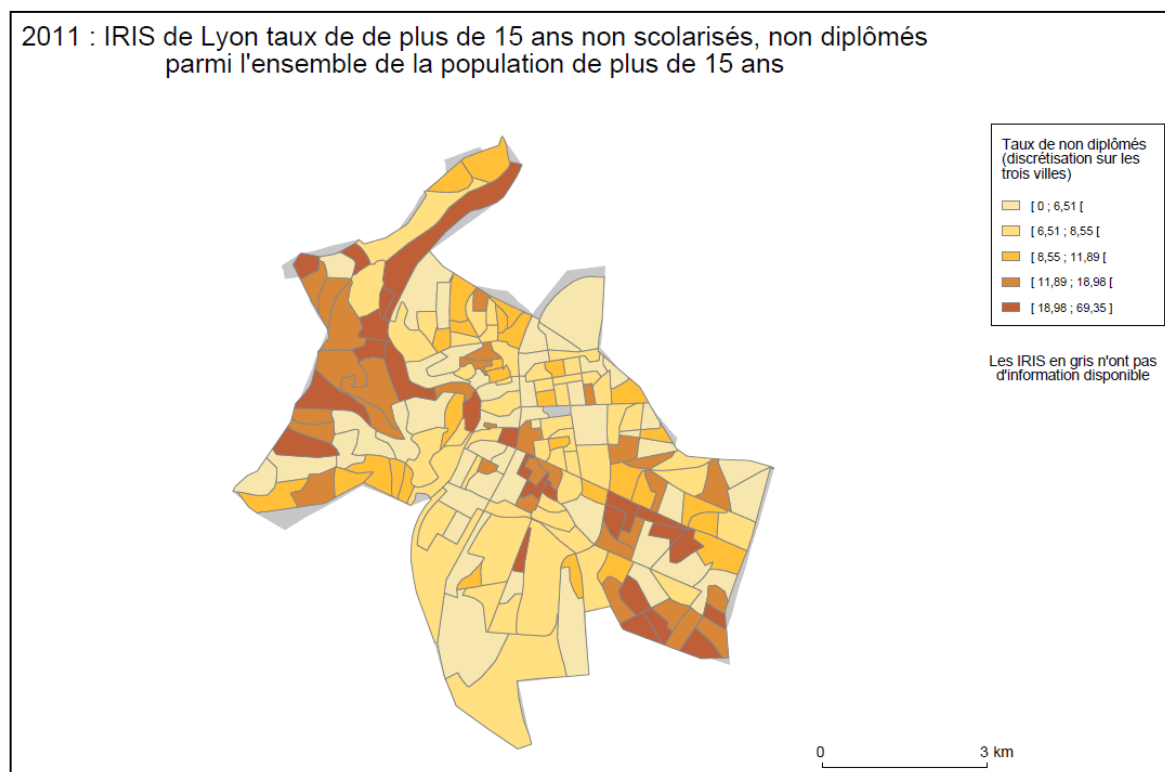 2011 : IRIS de Lyon taux de de plus de 15 ans non scolarisés, non diplômés
parmi l'ensemble de la population de plus de 15 ans
Taux de non diplômés
(discrétisation sur les
trois villes)
[ 0 ; 6,51 [
[ 6,51 ; 8,55 [
[ 8,55 ; 11,89 [
[ 11,89 ; 18,98 [
[ 18,98 ; 69,35 ]
Les IRIS en gris n'ont pas
d'information disponible
0
3 km